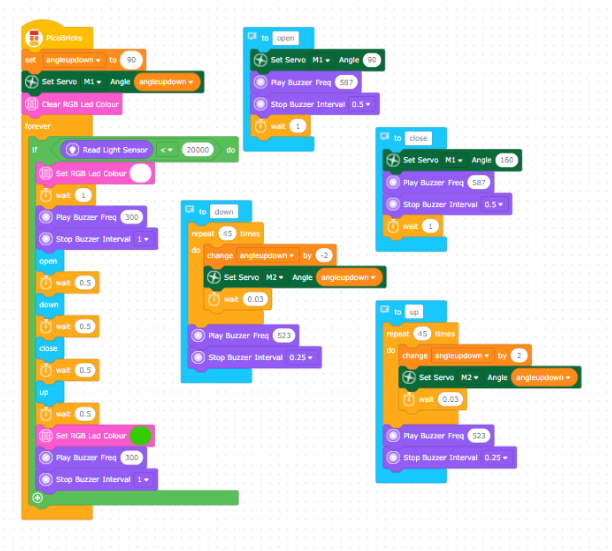 PicoBricks
set angleupdown to 90
Set Servo M1 Angle angleupdown
Clear RGB Led Colour
forever
if Read Light Sensor < 20000 do
Set RGB Led Colour
wait 1
Play Buzzer Freq 300
Stop Buzzer Interval 1
open
wait 0.5
down
wait 0.5
close
wait 0.5
up
wait 0.5
Set RGB Led Colour
Play Buzzer Freq 300
Stop Buzzer Interval 1
to open
Set Servo M1 Angle 90
Play Buzzer Freq 587
Stop Buzzer Interval 0.5
wait 1
to close
Set Servo M1 Angle 160
Play Buzzer Freq 587
Stop Buzzer Interval 0.5
wait 1
to down
repeat 45 times
do change angleupdown by -2
Set Servo M2 Angle angleupdown
wait 0.03
Play Buzzer Freq 523
Stop Buzzer Interval 0.25
to up
repeat 45 times
do change angleupdown by 2
Set Servo M2 Angle angleupdown
wait 0.03
Play Buzzer Freq 523
Stop Buzzer Interval 0.25